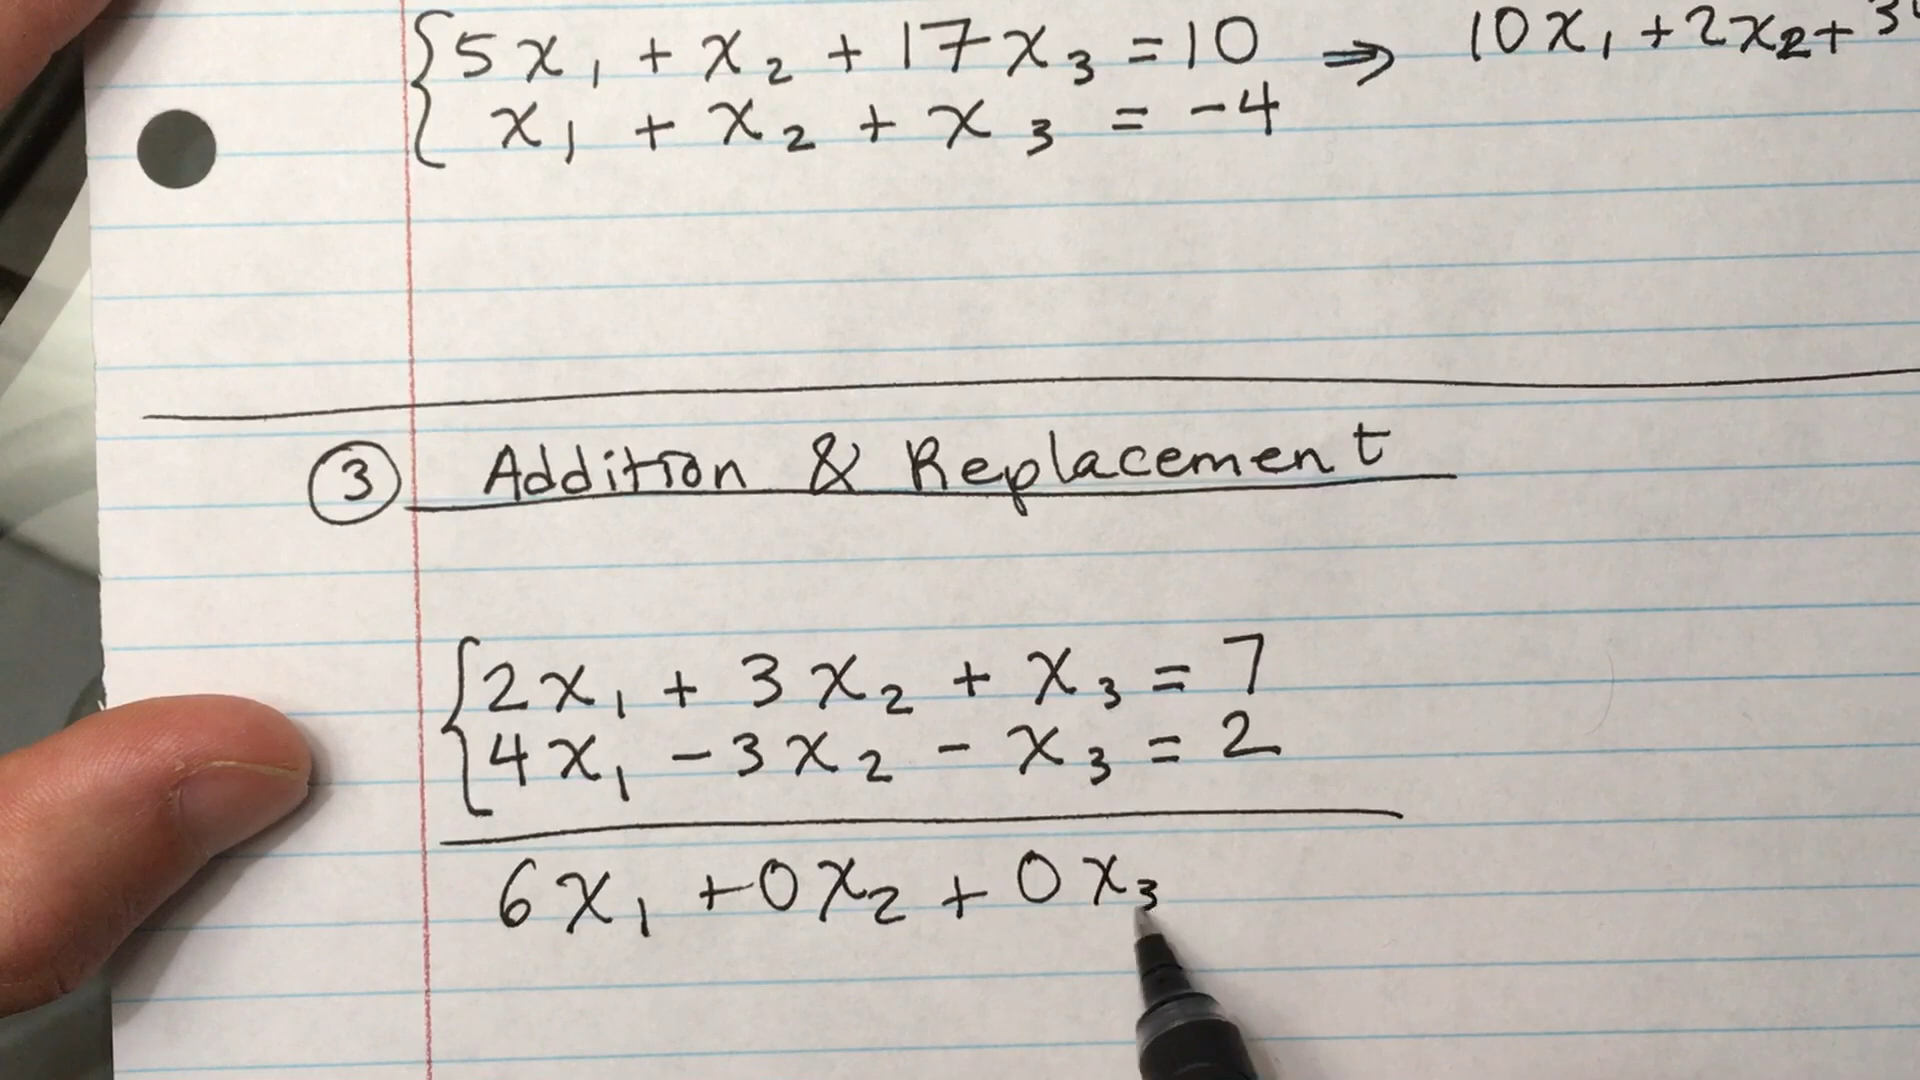 5x₁ + x₂ + 17x₃ = 10 ⇒ 10x₁ + 2x₂ + 3
x₁ + x₂ + x₃ = -4
③ Addition & Replacement
2x₁ + 3x₂ + x₃ = 7
4x₁ - 3x₂ - x₃ = 2
6x₁ + 0x₂ + 0x₃